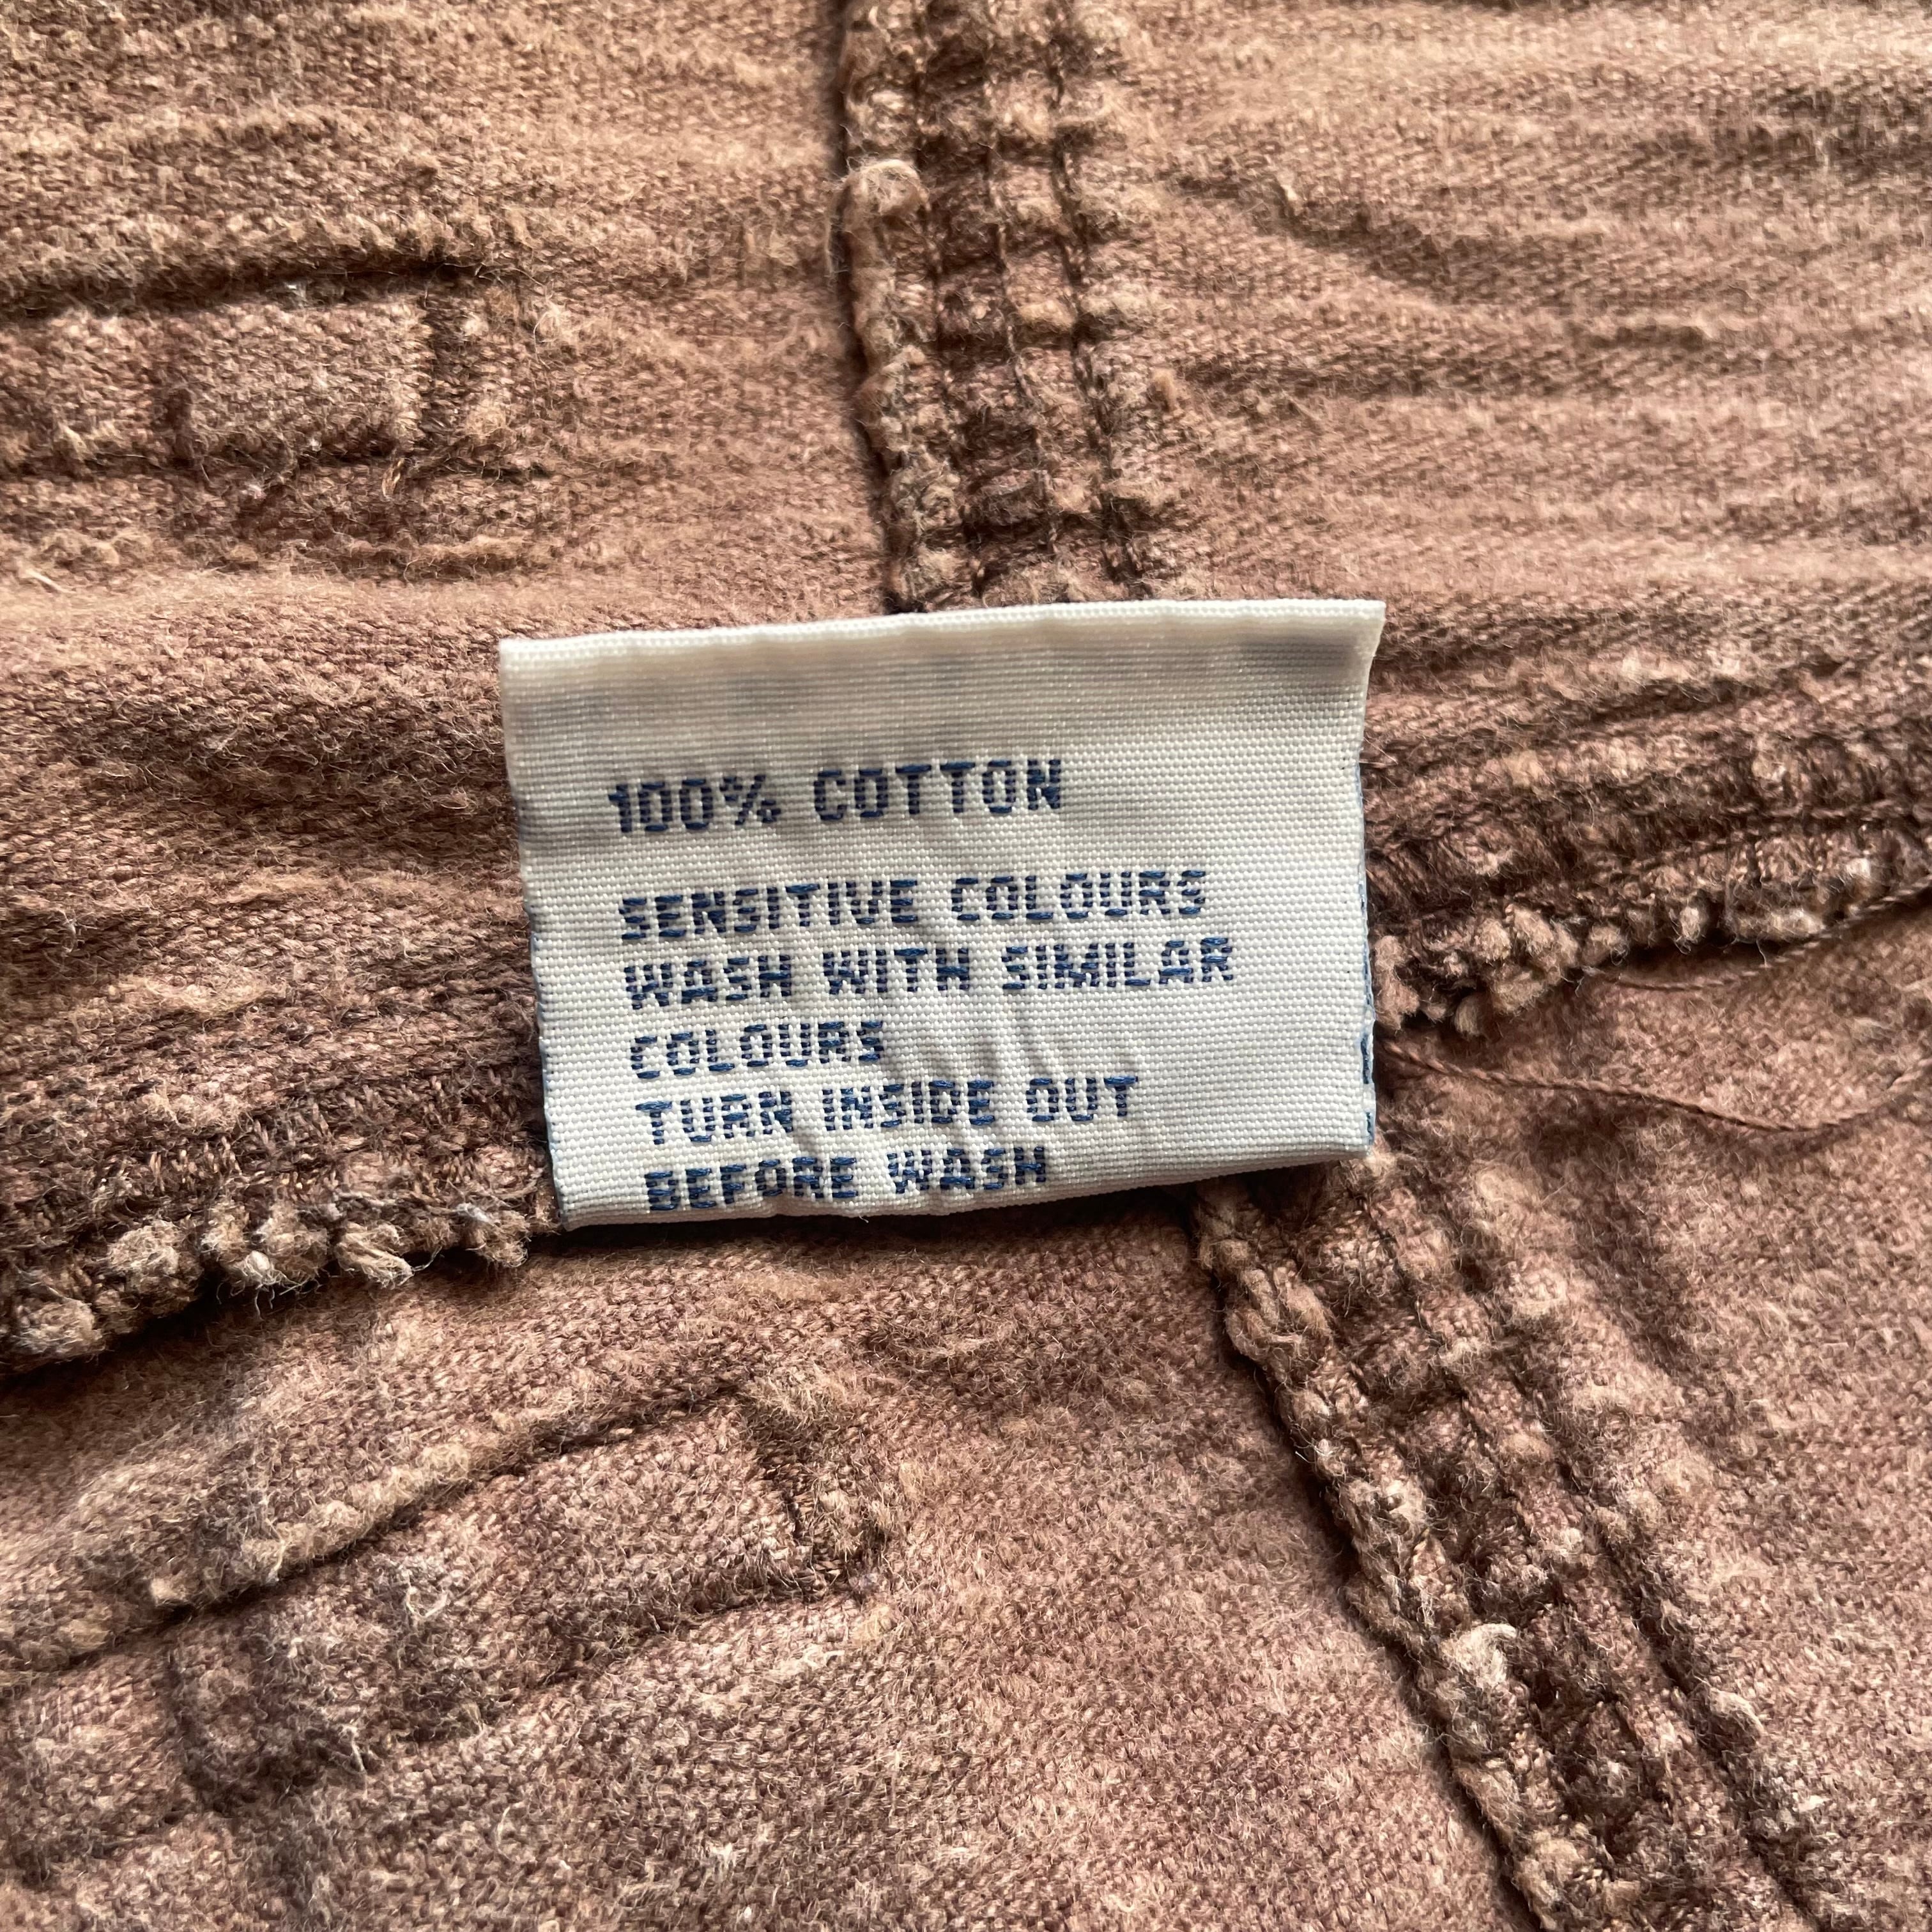 100% COTTON
SENSITIVE COLOURS
WASH WITH SIMILAR
COLOURS
TURN INSIDE OUT
BEFORE WASH